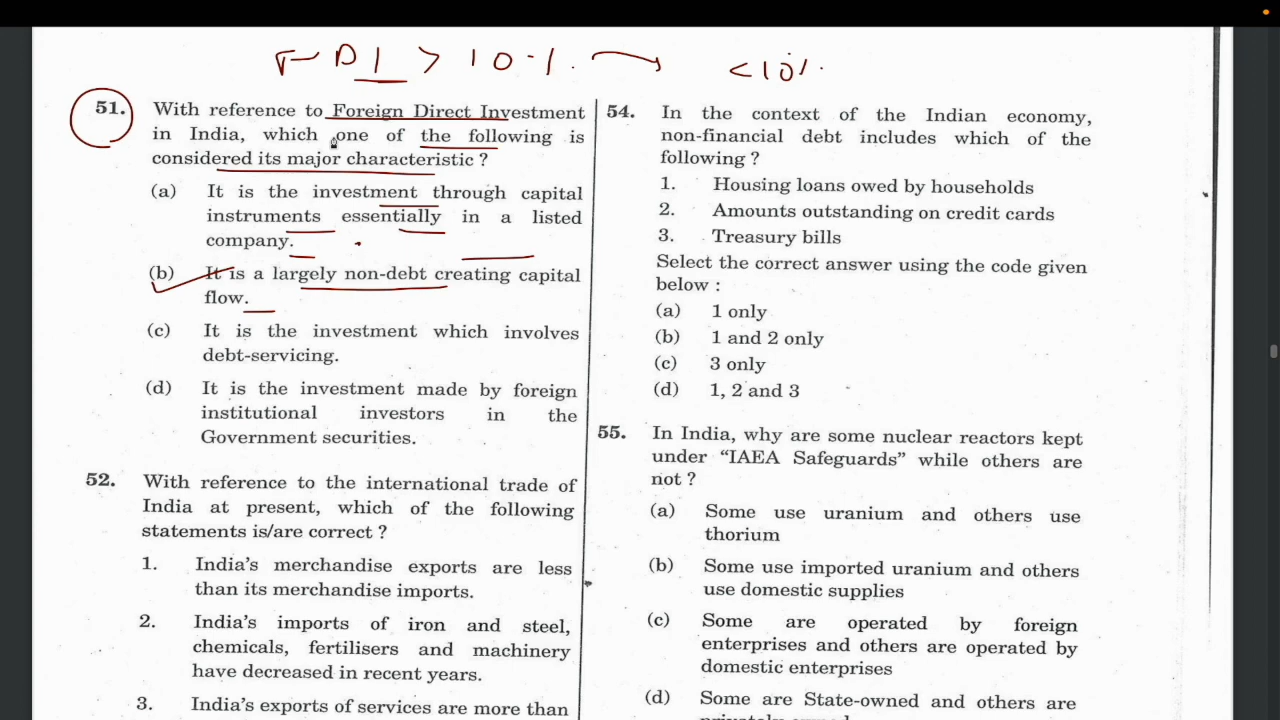 FDI > 10% → < 10%
51. With reference to Foreign Direct Investment
in India, which one of the following is
considered its major characteristic ?
(a) It is the investment through capital
instruments essentially in a listed
company.
(b) It is a largely non-debt creating capital
flow.
(c) It is the investment which involves
debt-servicing.
(d) It is the investment made by foreign
institutional investors in the
Government securities.
52. With reference to the international trade of
India at present, which of the following
statements is/are correct ?
1. India's merchandise exports are less
than its merchandise imports.
2. India's imports of iron and steel,
chemicals, fertilisers and machinery
have decreased in recent years.
3. India's exports of services are more than
54. In the context of the Indian economy,
non-financial debt includes which of the
following ?
1. Housing loans owed by households
2. Amounts outstanding on credit cards
3. Treasury bills
Select the correct answer using the code given
below :
(a) 1 only
(b) 1 and 2 only
(c) 3 only
(d) 1, 2 and 3
55. In India, why are some nuclear reactors kept
under “IAEA Safeguards” while others are
not ?
(a) Some use uranium and others use
thorium
(b) Some use imported uranium and others
use domestic supplies
(c) Some are operated by foreign
enterprises and others are operated by
domestic enterprises
(d) Some are State-owned and others are